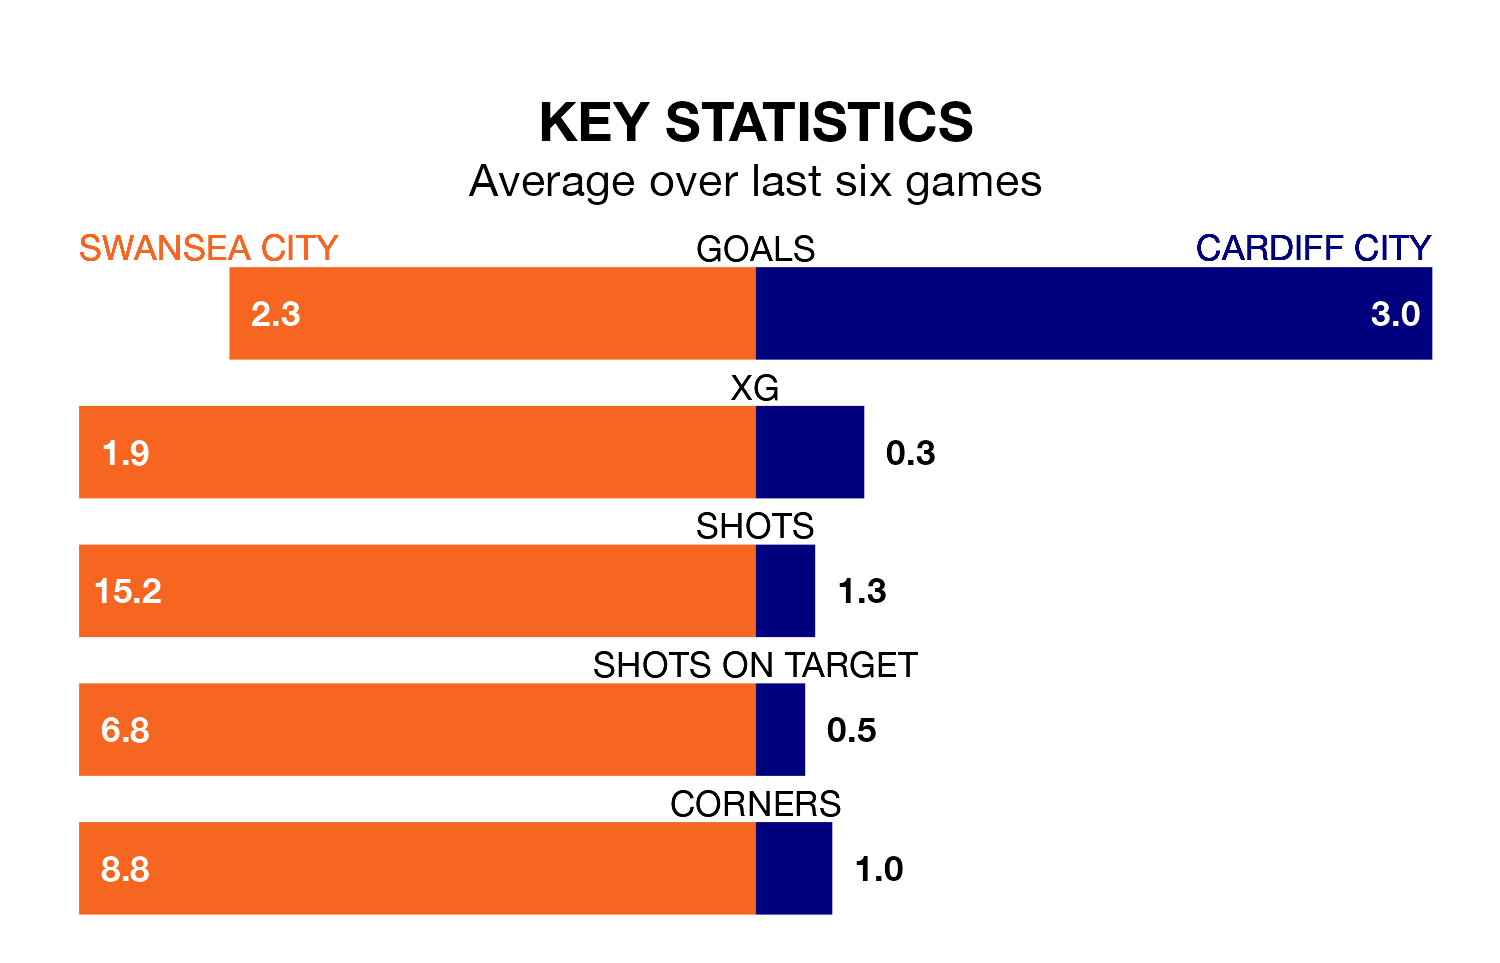 KEY STATISTICS
Average over last six games
SWANSEA CITY GOALS CARDIFF CITY
2.3 3.0
XG
1.9 0.3
SHOTS
15.2 1.3
SHOTS ON TARGET
6.8 0.5
CORNERS
8.8 1.0